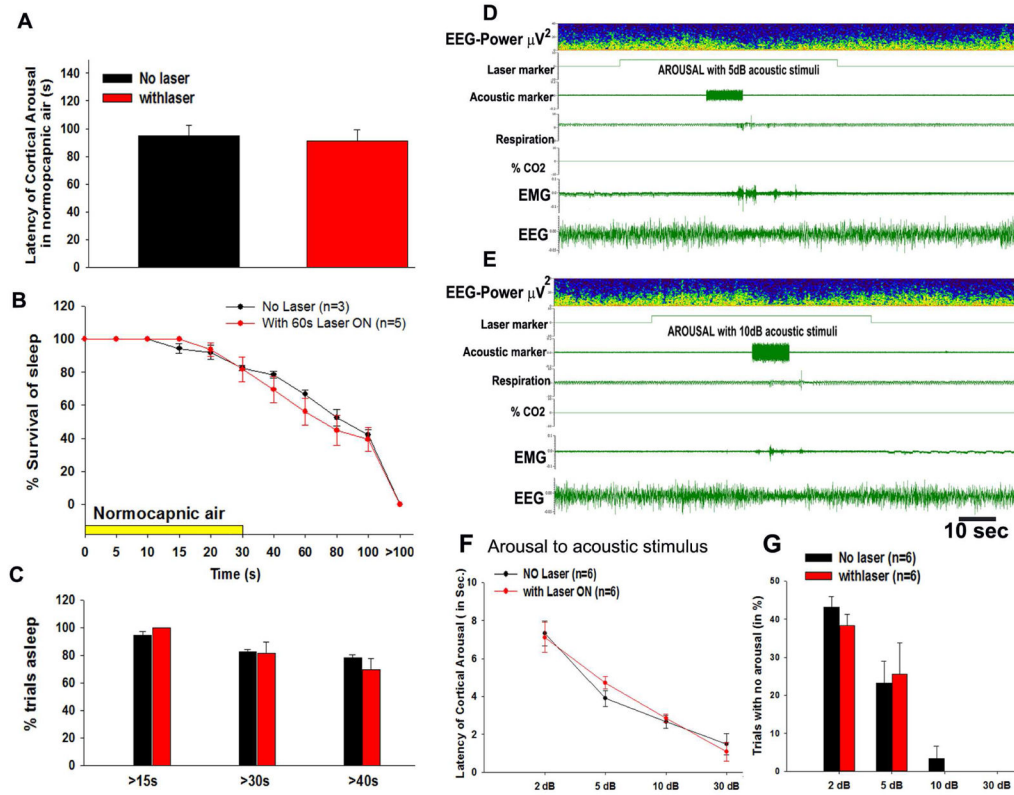 A
Latency of Cortical Arousal
in normopcapnic air (s)
140
120
100
80
60
40
20
0
No laser
withlaser
B
% Survival of sleep
120
100
80
60
40
20
0
No Laser (n=3)
With 60s Laser ON (n=5)
Normocapnic air
0 5 10 15 20 30 40 60 80 100 >100
Time (s)
C
% trials asleep
120
100
80
60
40
20
0
>15s >30s >40s
D
EEG-Power µV2
Laser marker
AROUSAL with 5dB acoustic stimuli
Acoustic marker
Respiration
% CO2
EMG
EEG
E
EEG-Power µV2
Laser marker
AROUSAL with 10dB acoustic stimuli
Acoustic marker
Respiration
% CO2
EMG
EEG
10 sec
F Arousal to acoustic stimulus
Latency of Cortical Arousal ( in Sec.)
10
8
6
4
2
0
NO Laser (n=6)
with Laser ON (n=6)
2 dB 5 dB 10 dB 30 dB
G
No laser (n=6)
withlaser (n=6)
Trials with no arousal (in %)
50
40
30
20
10
0
2 dB 5 dB 10 dB 30 dB